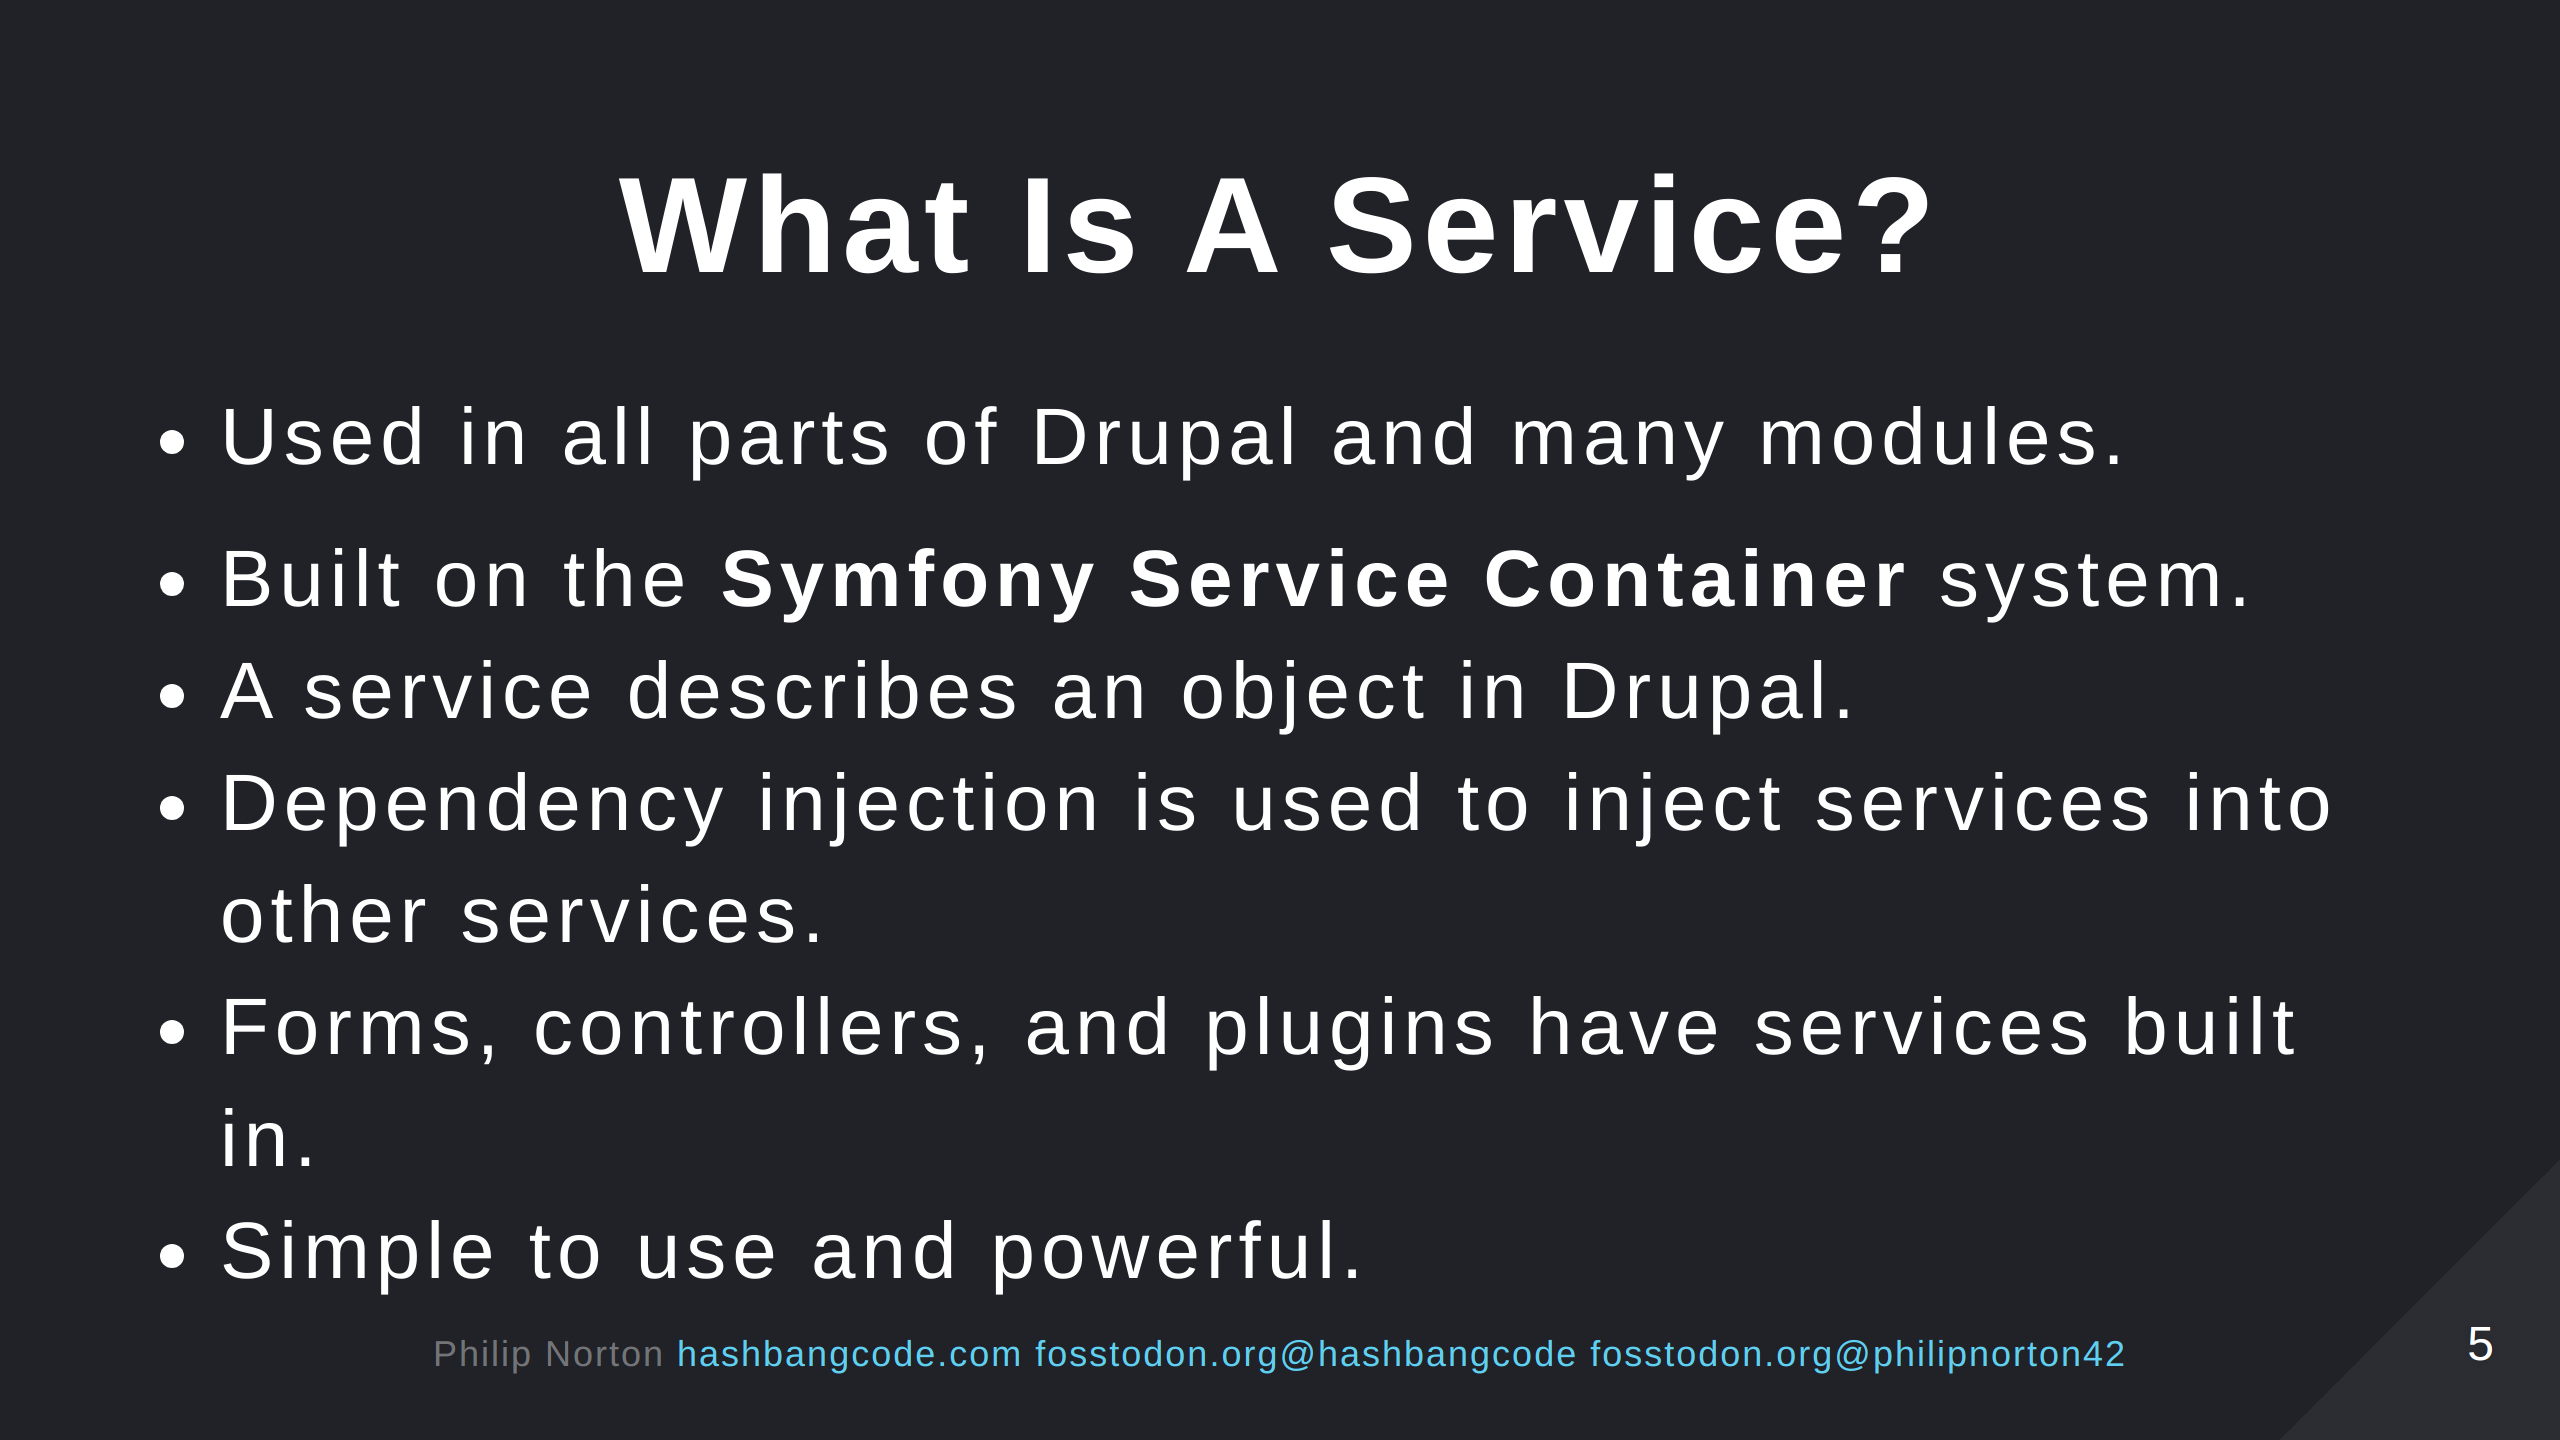 What Is A Service?
• Used in all parts of Drupal and many modules.
• Built on the Symfony Service Container system.
• A service describes an object in Drupal.
• Dependency injection is used to inject services into
other services.
• Forms, controllers, and plugins have services built
in.
• Simple to use and powerful.
Philip Norton hashbangcode.com fosstodon.org@hashbangcode fosstodon.org@philipnorton42
5